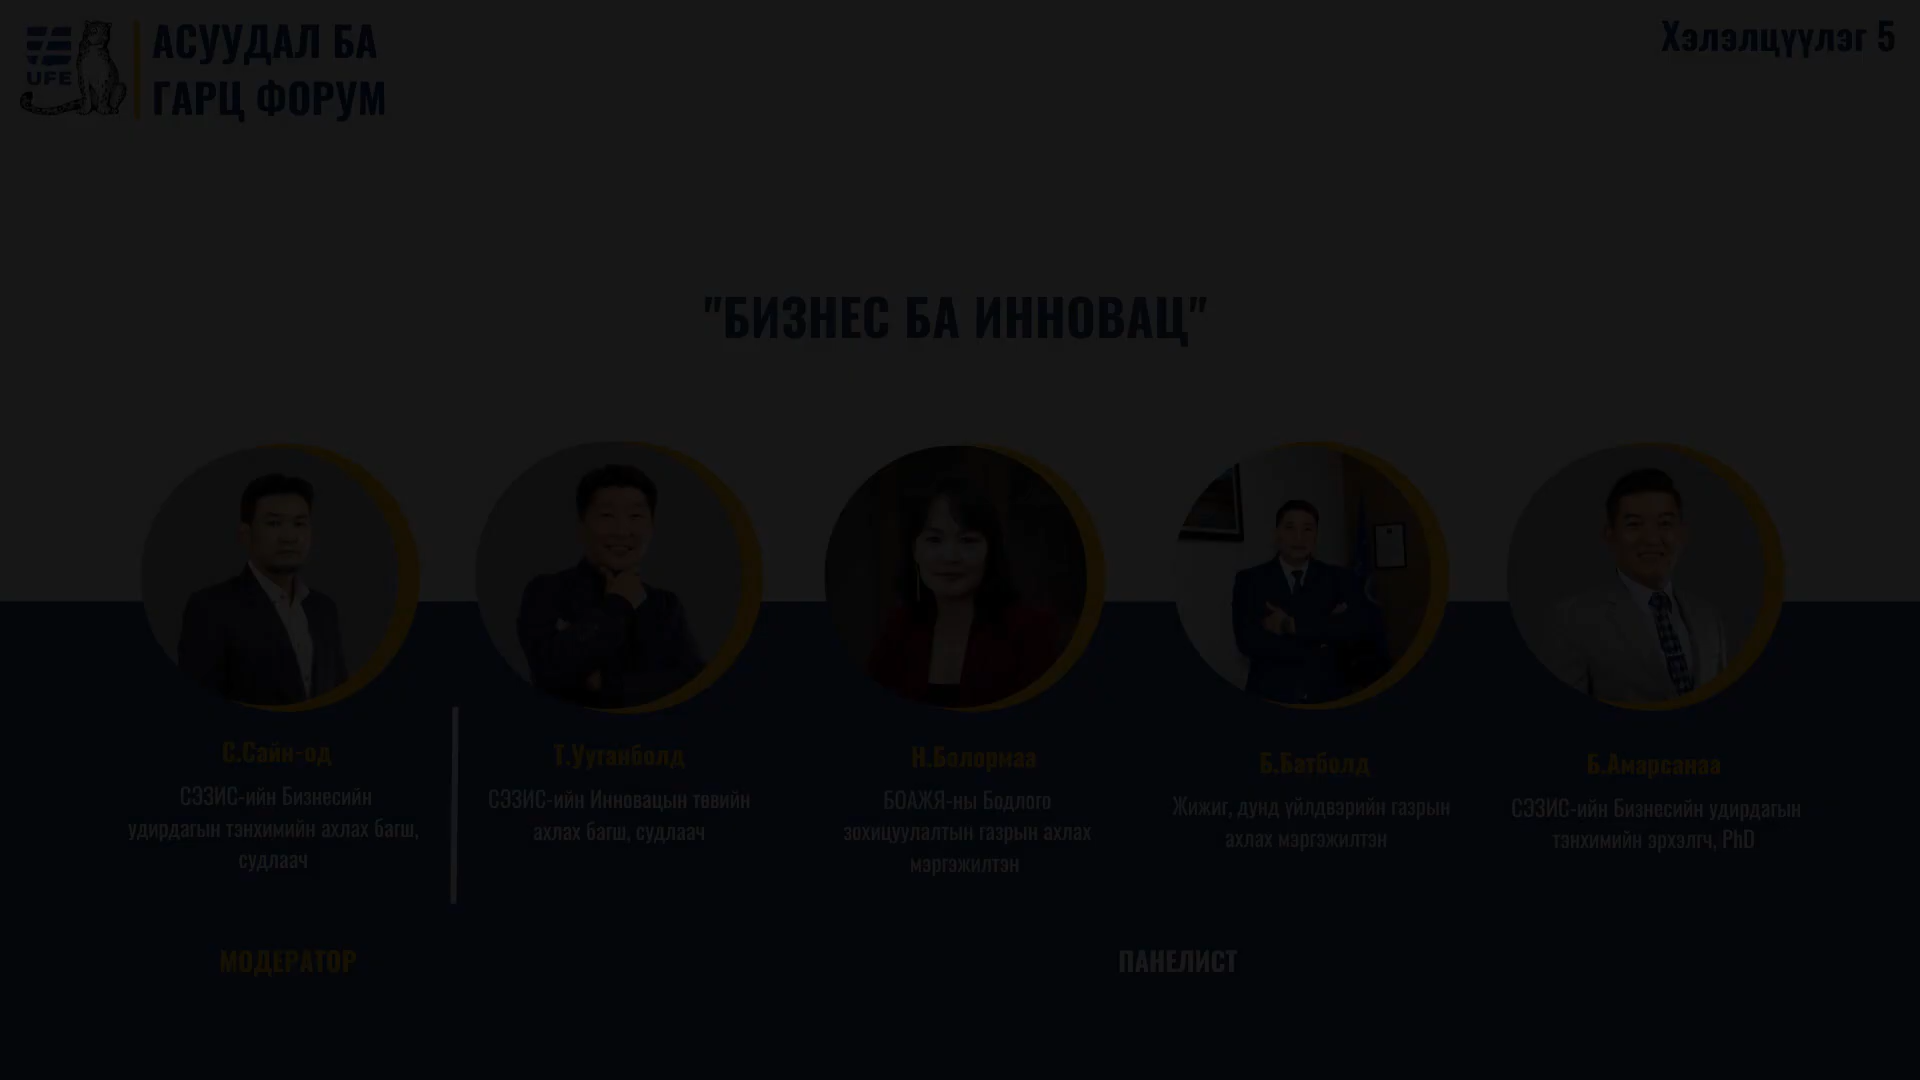 UFE
АСУУДАЛ БА
ГАРЦ ФОРУМ
Хэлэлцүүлэг 5
"БИЗНЕС БА ИННОВАЦ"
С.Сайн-од
СЭЗИС-ийн Бизнесийн
удирдагын тэнхимийн ахлах багш,
судлаач
Т.Ууганболд
СЭЗИС-ийн Инновацын төвийн
ахлах багш, судлаач
Н.Болормаа
БОАЖЯ-ны Бодлого
зохицуулалтын газрын ахлах
мэргэжилтэн
Б.Батболд
Жижиг, дунд үйлдвэрийн газрын
ахлах мэргэжилтэн
Б.Амарсанаа
СЭЗИС-ийн Бизнесийн удирдагын
тэнхимийн эрхэлгч, PhD
МОДЕРАТОР
ПАНЕЛИСТ